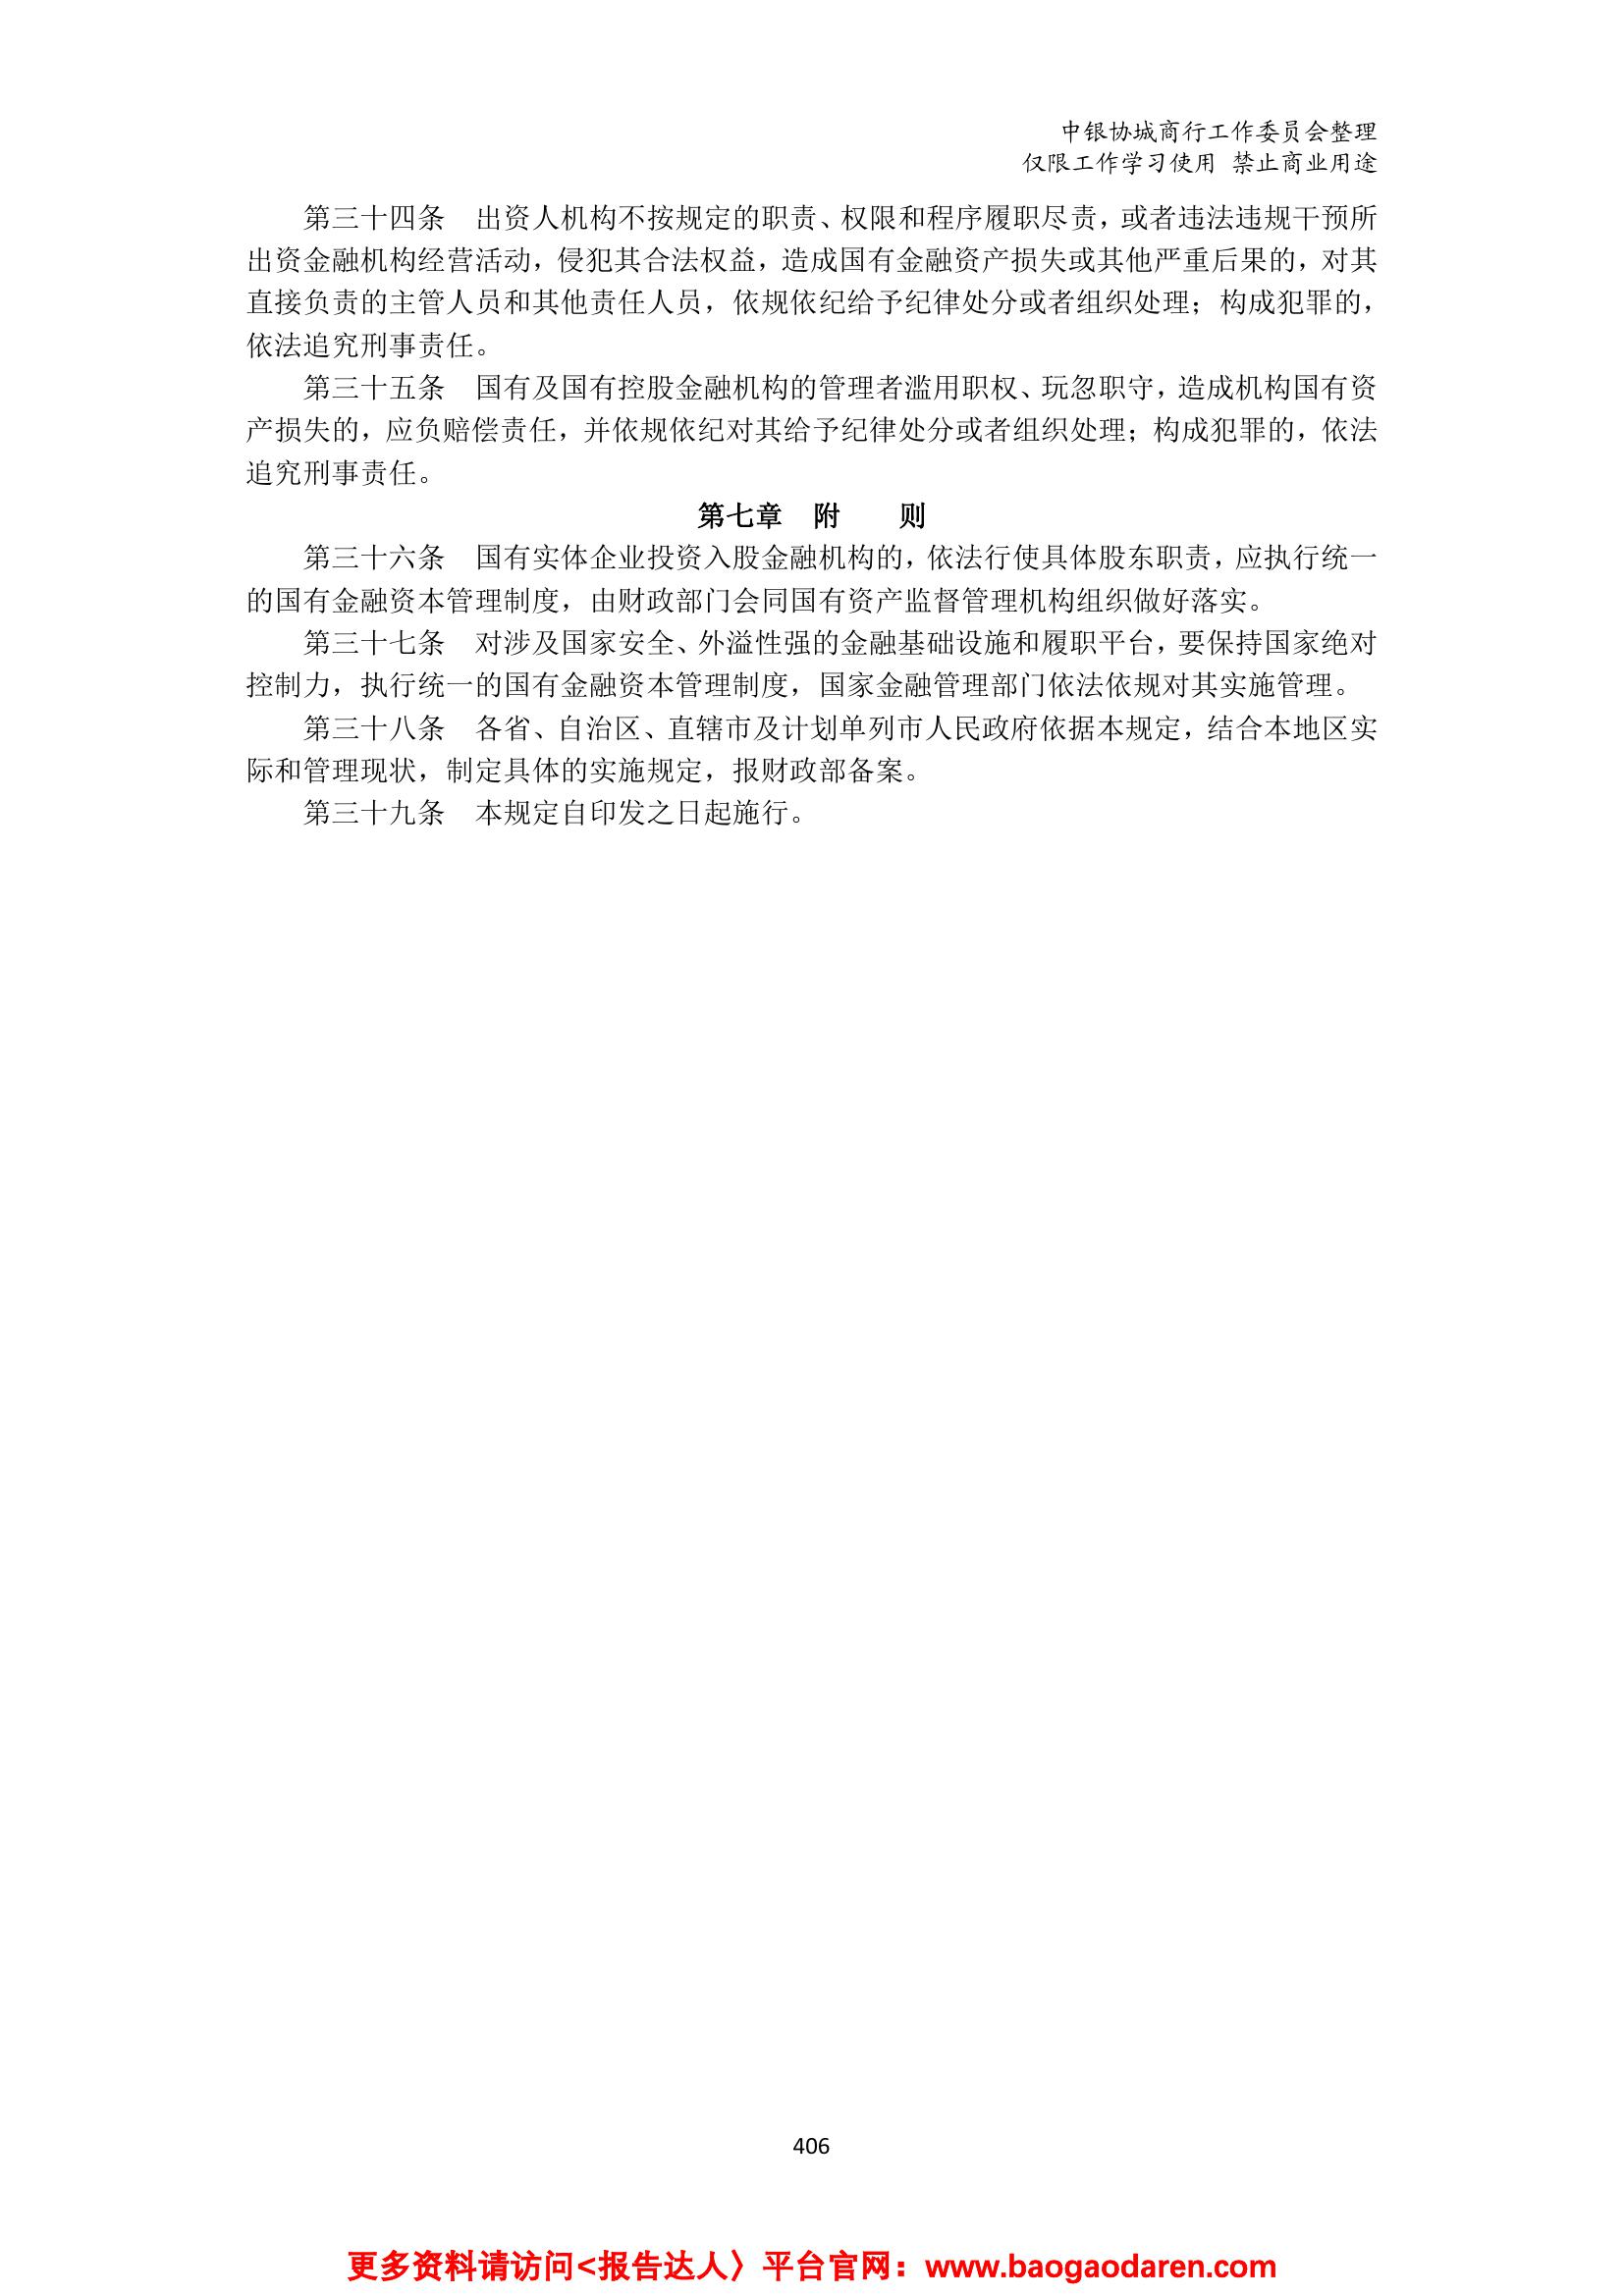 中银协城商行工作委员会整理
仅限工作学习使用 禁止商业用途
第三十四条　出资人机构不按规定的职责、权限和程序履职尽责，或者违法违规干预所
出资金融机构经营活动，侵犯其合法权益，造成国有金融资产损失或其他严重后果的，对其
直接负责的主管人员和其他责任人员，依规依纪给予纪律处分或者组织处理；构成犯罪的，
依法追究刑事责任。
第三十五条　国有及国有控股金融机构的管理者滥用职权、玩忽职守，造成机构国有资
产损失的，应负赔偿责任，并依规依纪对其给予纪律处分或者组织处理；构成犯罪的，依法
追究刑事责任。
第七章　附　　则
第三十六条　国有实体企业投资入股金融机构的，依法行使具体股东职责，应执行统一
的国有金融资本管理制度，由财政部门会同国有资产监督管理机构组织做好落实。
第三十七条　对涉及国家安全、外溢性强的金融基础设施和履职平台，要保持国家绝对
控制力，执行统一的国有金融资本管理制度，国家金融管理部门依法依规对其实施管理。
第三十八条　各省、自治区、直辖市及计划单列市人民政府依据本规定，结合本地区实
际和管理现状，制定具体的实施规定，报财政部备案。
第三十九条　本规定自印发之日起施行。
406
更多资料请访问<报告达人〉平台官网：www.baogaodaren.com